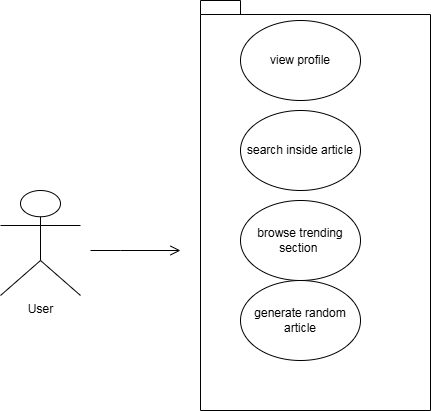 view profile
search inside article
browse trending
section
generate random
article
User